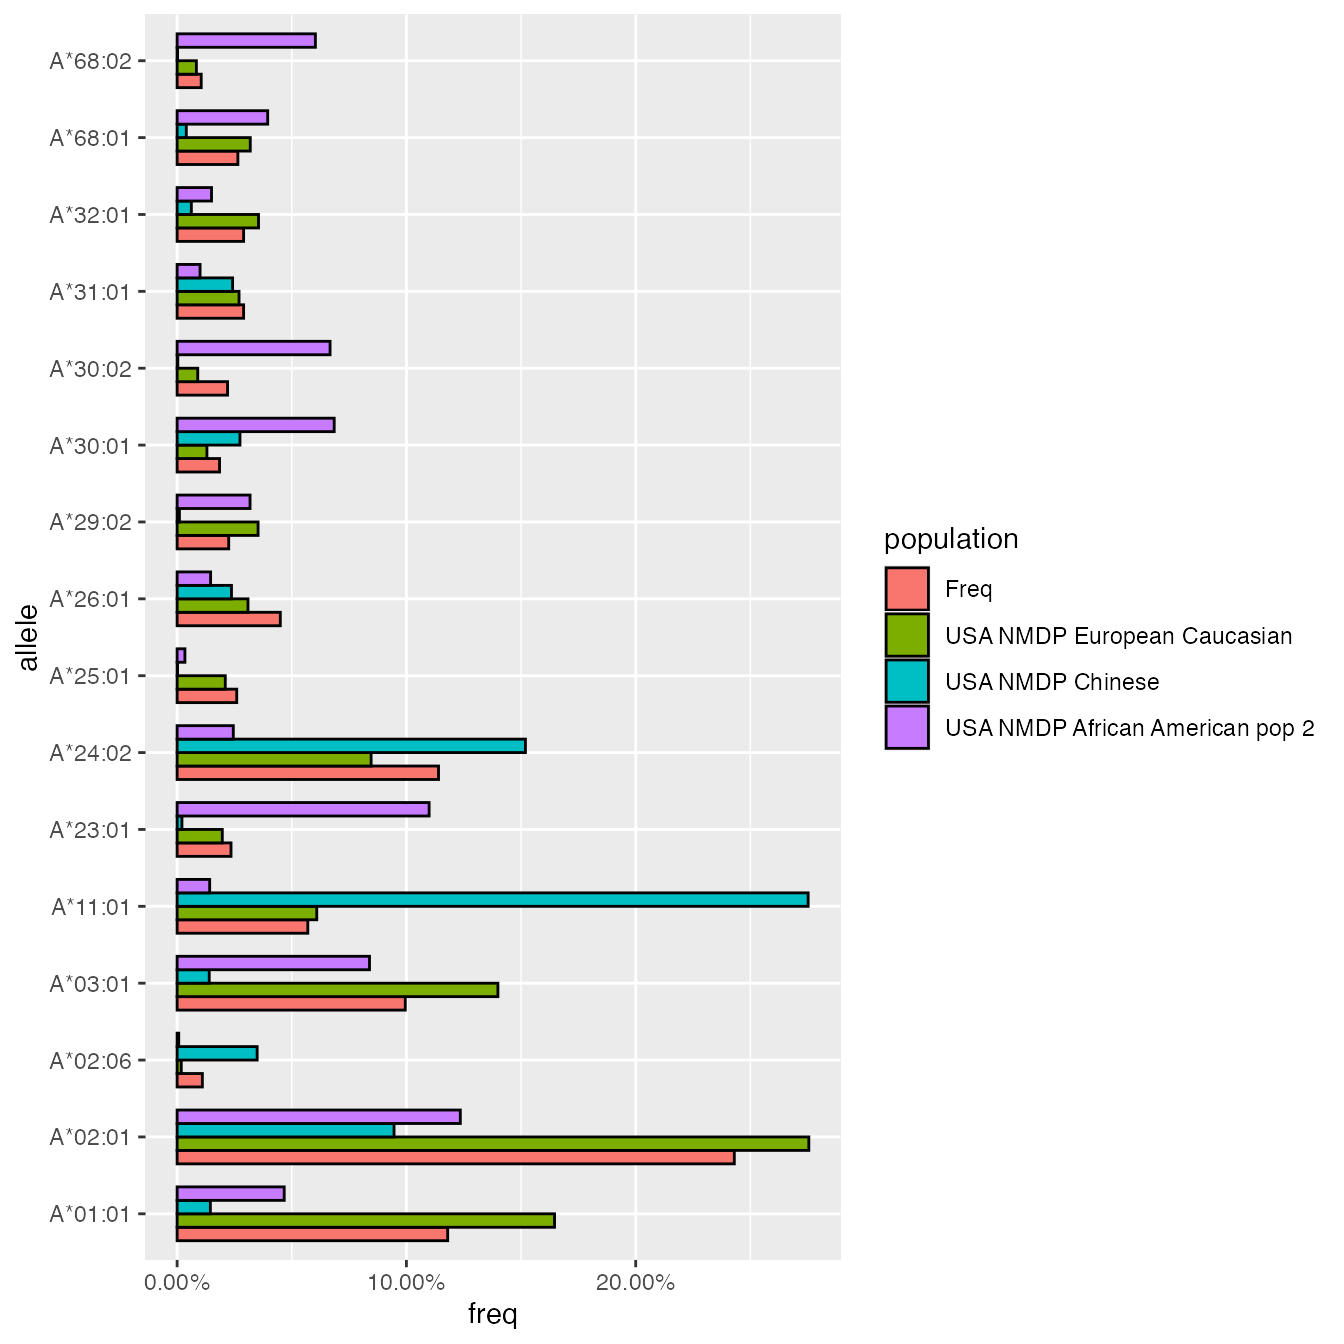 A*68:02
A*68:01
A*32:01
A*31:01
A*30:02
A*30:01
A*29:02
A*26:01
A*25:01
A*24:02
A*23:01
A*11:01
A*03:01
A*02:06
A*02:01
A*01:01
allele
0.00% 10.00% 20.00%
freq
population
Freq
USA NMDP European Caucasian
USA NMDP Chinese
USA NMDP African American pop 2